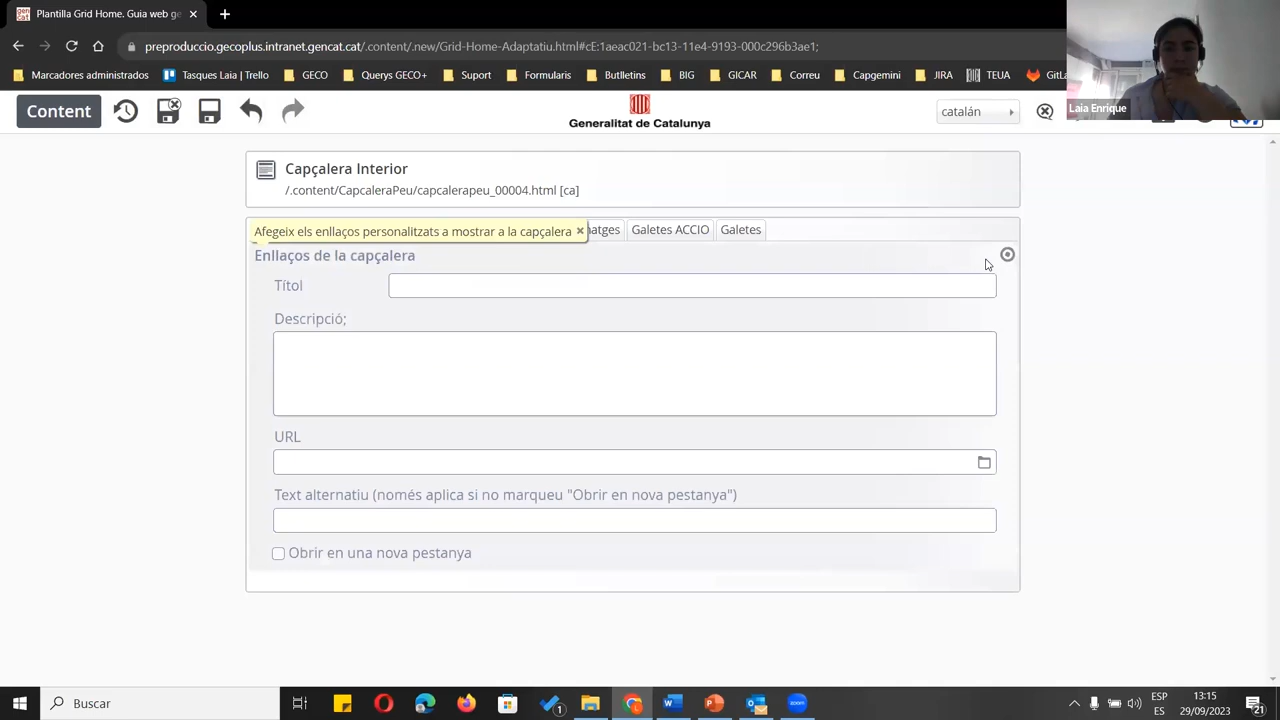 Plantilla Grid Home. Guia web ge
preproduccio.geoplus.intranet.gencat.cat/.content/.new/Grid-Home-Adaptatiu.html#cE:1aeac021-bc13-11e4-9193-000c296b3ae1;
Marcadores administrados
Tasques Laia | Trello
GECO
Querys Geco+
Suport
Formularis
Butlletins
BIG
GICAR
Correu
Capgemini
JIRA
TEUA
GitLa
Laia Enrique
Content
Generalitat de Catalunya
catalán
Capçalera Interior
/.content/CapcaleraPeu/capcalerapeu_00004.html [ca]
Afegeix els enllaços personalitzats a mostrar a la capçalera
natges
Galetes ACCIO
Galetes
Enllaços de la capçalera
Títol
Descripció;
URL
Text alternatiu (només aplica si no marqueu "Obrir en nova pestanya")
Obrir en una nova pestanya
Buscar
1
zoom
ESP
ES
13:15
29/09/2023
21